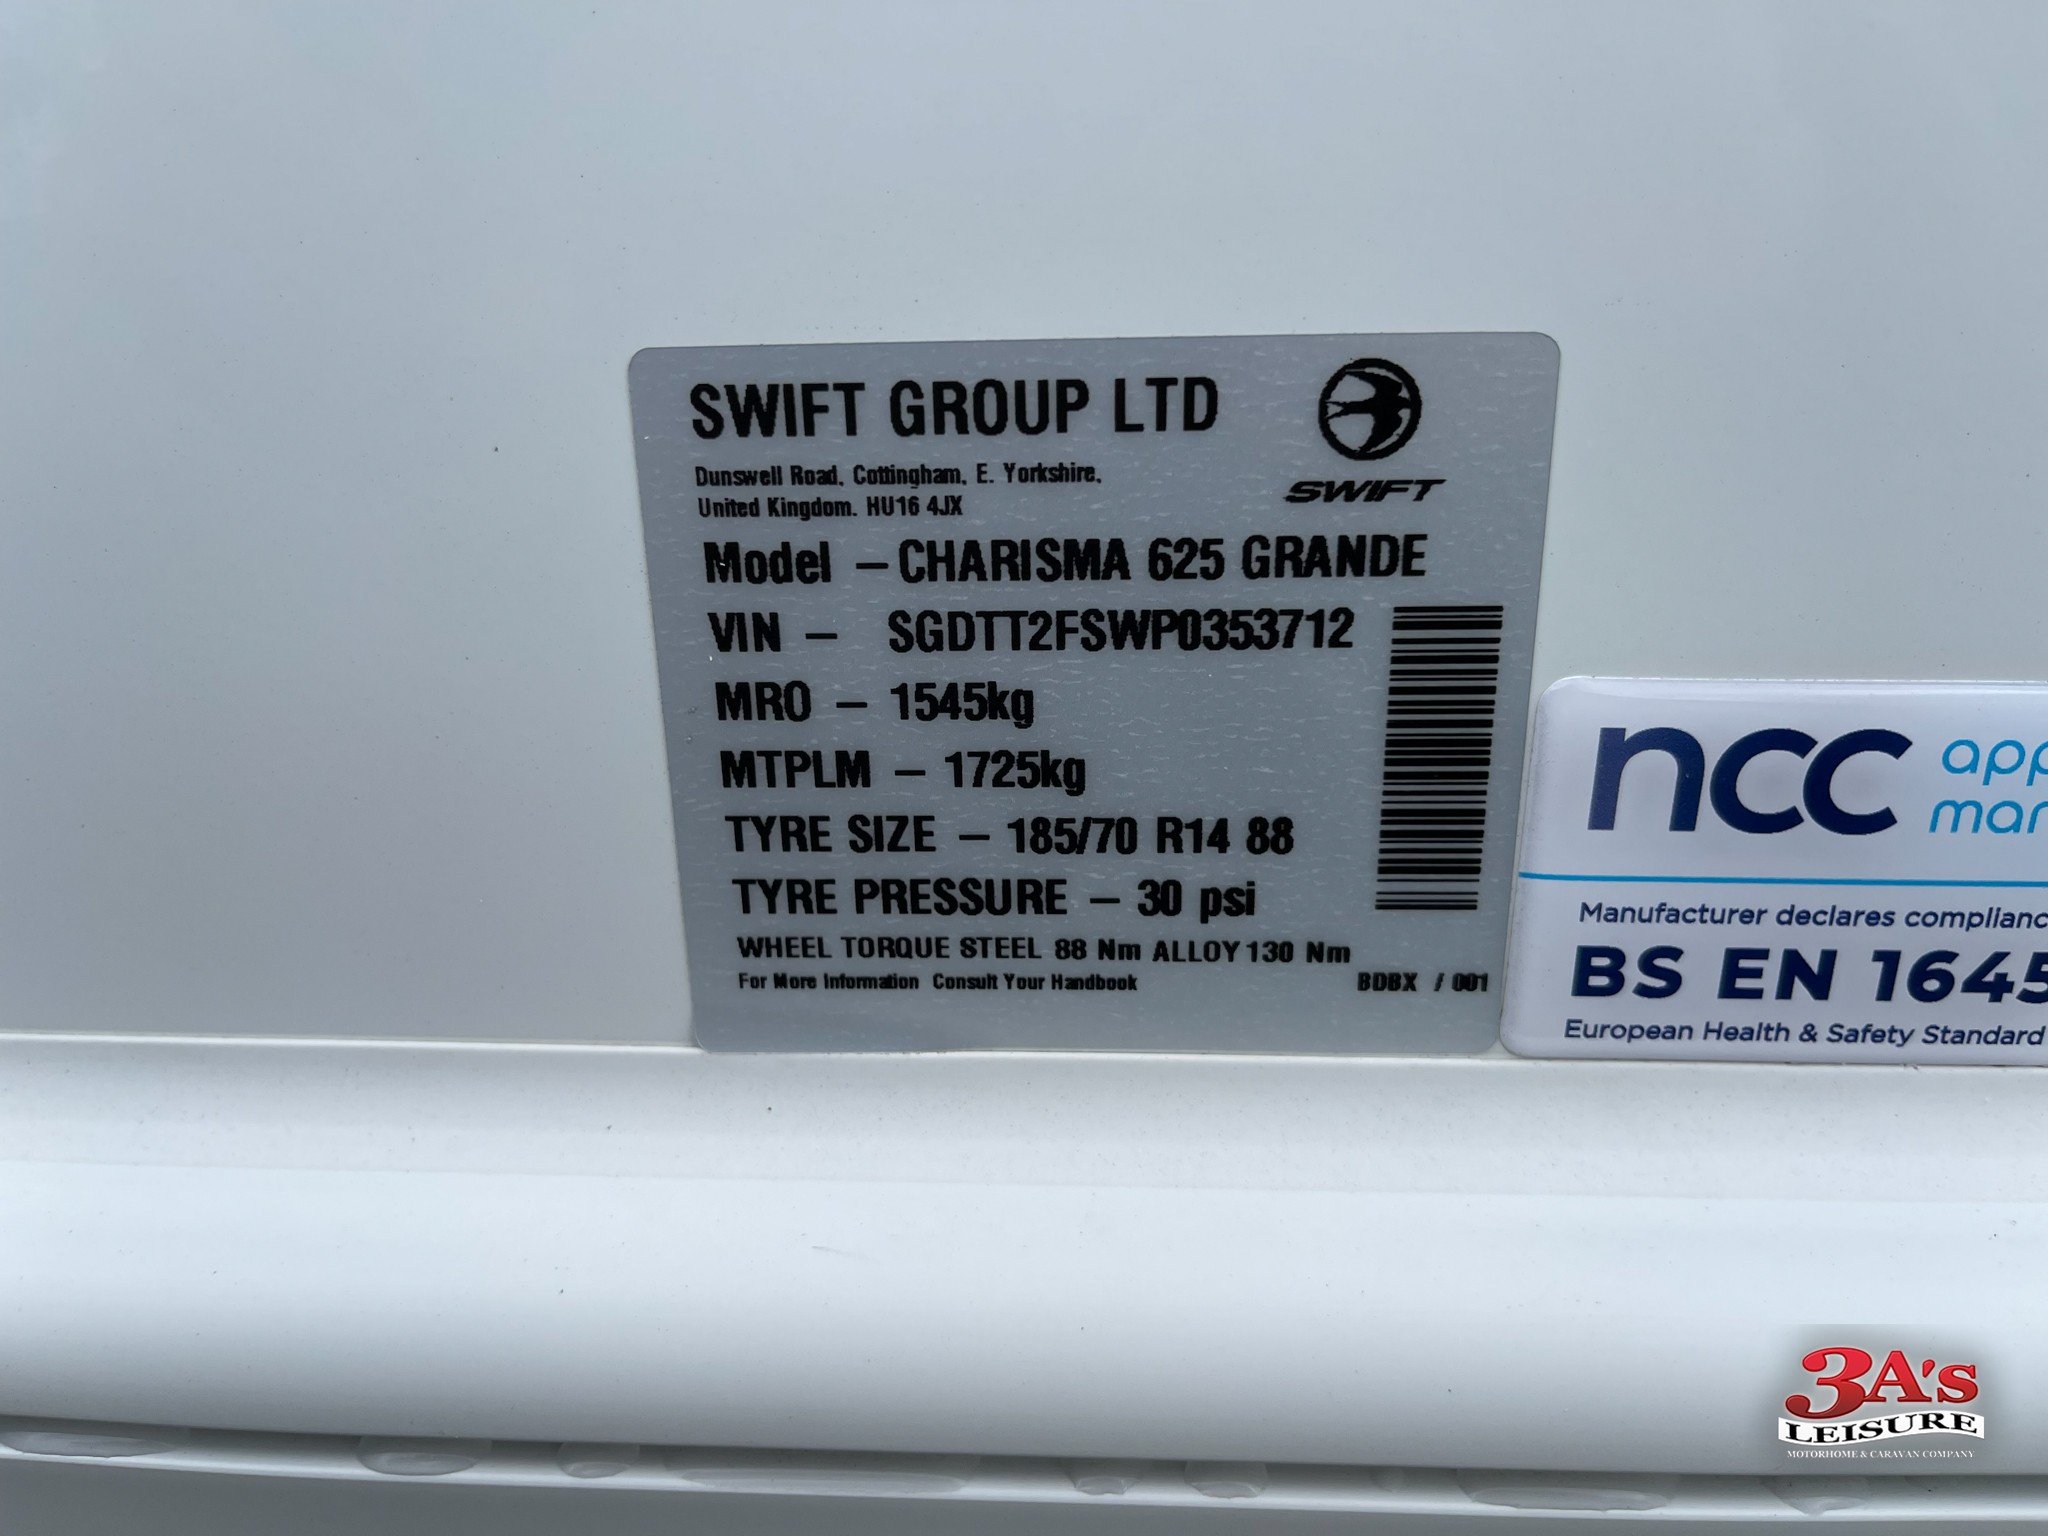 SWIFT GROUP LTD
Dunswell Road, Cottingham, E. Yorkshire,
United Kingdom. HU16 4JX
SWIFT
Model – CHARISMA 625 GRANDE
VIN – SGDTT2FSWP0353712
MRO – 1545kg
MTPLM – 1725kg
TYRE SIZE – 185/70 R14 88
TYRE PRESSURE – 30 psi
WHEEL TORQUE STEEL 88 Nm ALLOY 130 Nm
For More Information Consult Your Handbook BDBX / 001
ncc
Manufacturer declares
BS EN
European Health & Safety Standard
3A's
LEISURE
MOTORHOME & CARAVAN COMPANY